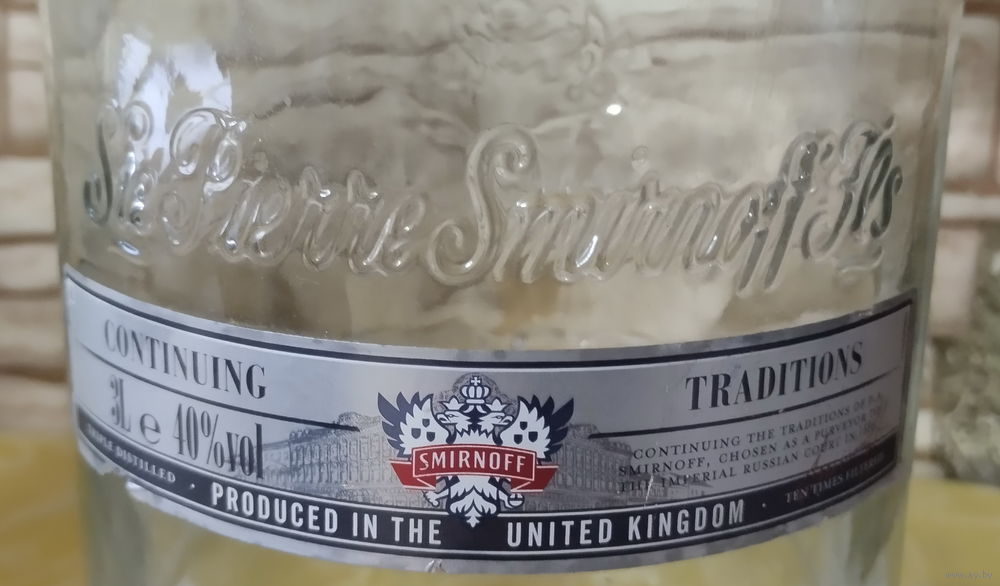 Ste Pierre Smirnoff Fls
CONTINUING
3L e 40%vol
TRIPLE DISTILLED · PRODUCED IN THE UNITED KINGDOM · TEN TIMES FILTERED
SMIRNOFF
TRADITIONS
CONTINUING THE TRADITIONS OF P.A.
SMIRNOFF, CHOSEN AS A PURVEYOR TO
THE IMPERIAL RUSSIAN COURT IN